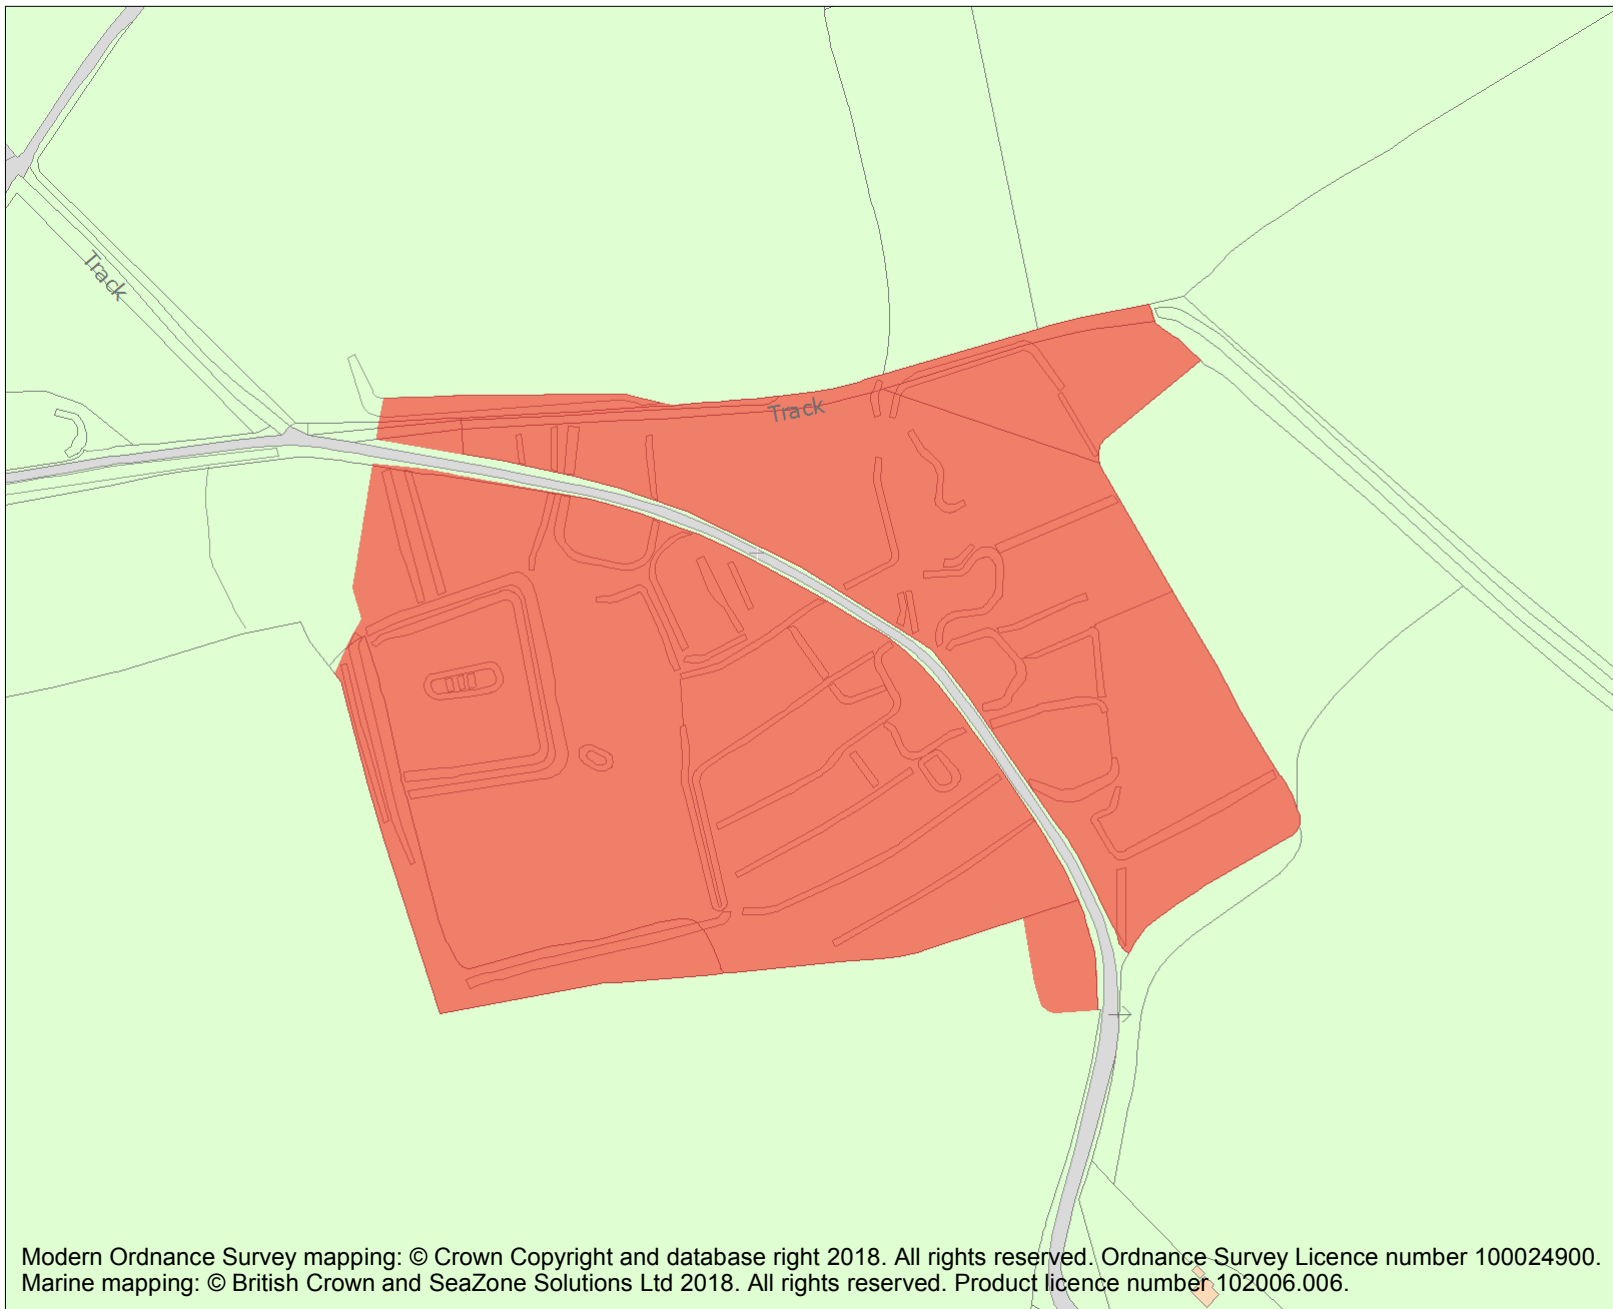 Track
Track
Modern Ordnance Survey mapping: © Crown Copyright and database right 2018. All rights reserved. Ordnance Survey Licence number 100024900.
Marine mapping: © British Crown and SeaZone Solutions Ltd 2018. All rights reserved. Product licence number 102006.006.